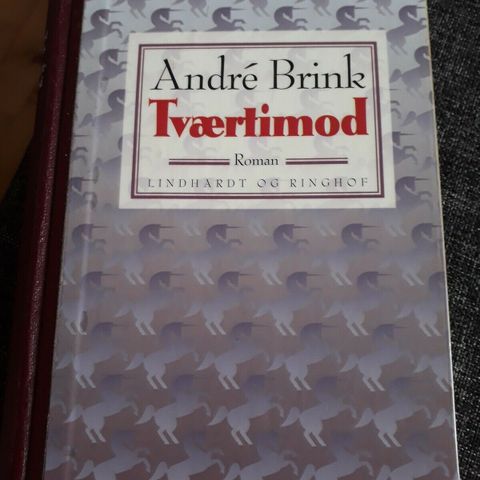 André Brink
Tværtimod
Roman
LINDHARDT OG RINGHOF